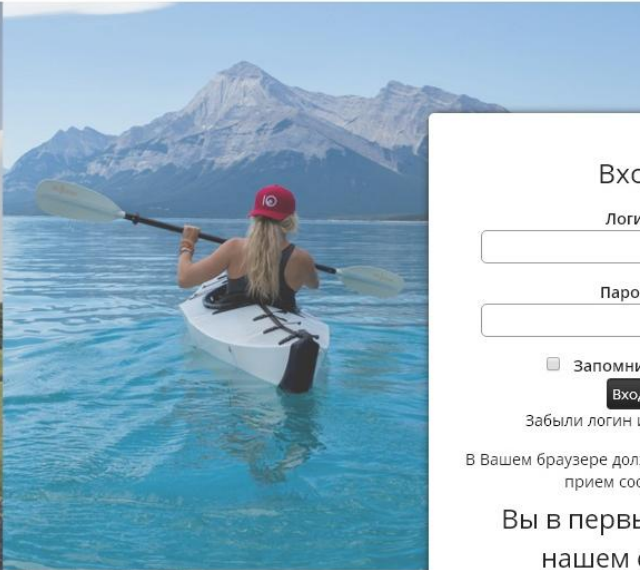 Вхо
Логи
Паро
Запомни
Вход
Забыли логин и
В Вашем браузере дол
прием coo
Вы в первы
нашем с